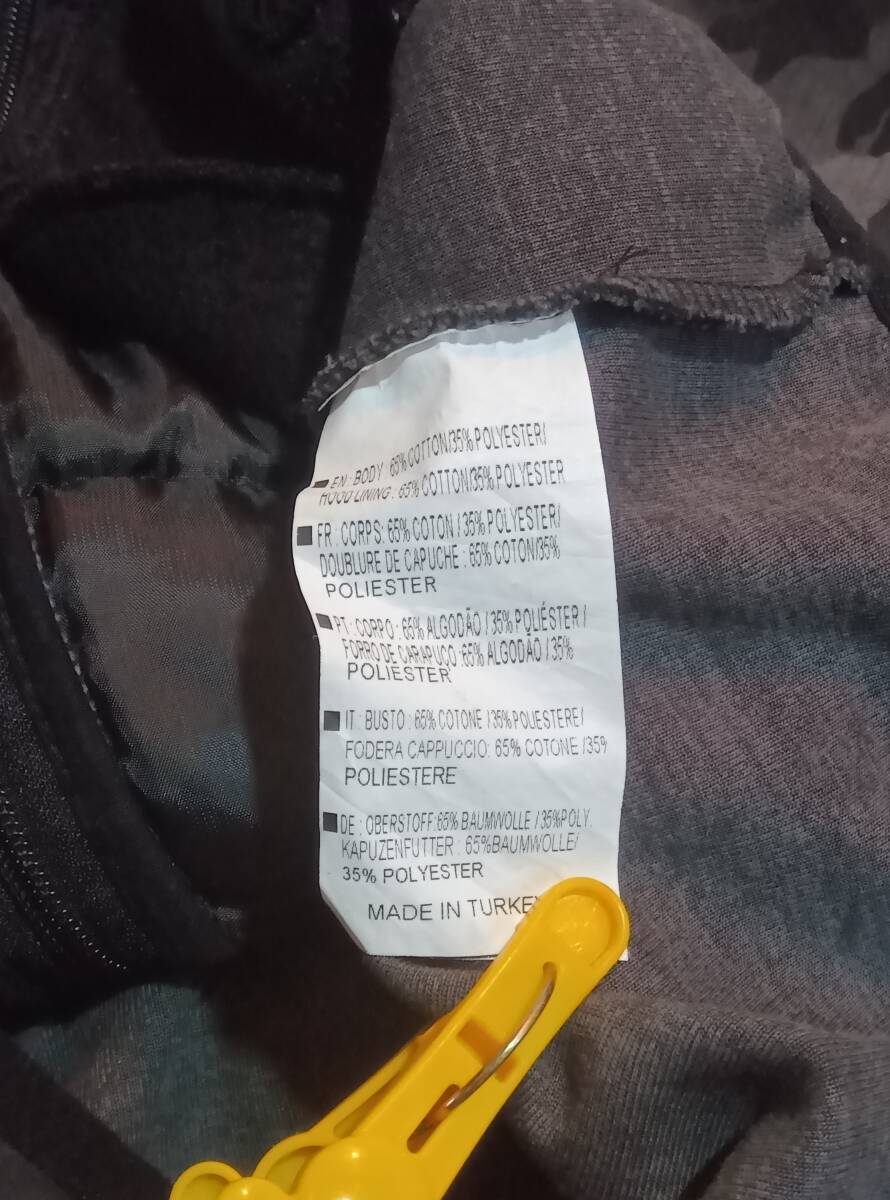 EN : BODY : 65% COTTON/35% POLYESTER/
HOOD LINING : 65% COTTON/35% POLYESTER
FR : CORPS: 65% COTON / 35% POLYESTER/
DOUBLURE DE CAPUCHE : 65% COTON/35%
POLIESTER
PT : CORPO : 65% ALGODÃO / 35% POLIÉSTER /
FORRO DE CARAPUÇO :65% ALGODÃO / 35%
POLIESTER
IT : BUSTO : 65% COTONE /35% POLIESTERE/
FODERA CAPPUCCIO: 65% COTONE /35%
POLIESTERE
DE : OBERSTOFF:65% BAUMWOLLE / 35%POLY.
KAPUZENFUTTER : 65%BAUMWOLLE/
35% POLYESTER
MADE IN TURKEY